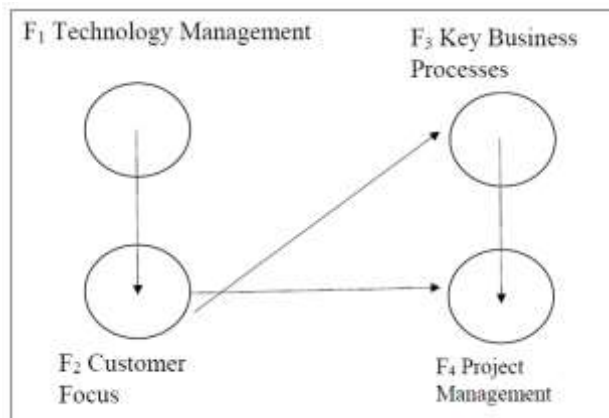 F₁ Technology Management
F₃ Key Business
Processes
F₂ Customer
Focus
F₄ Project
Management